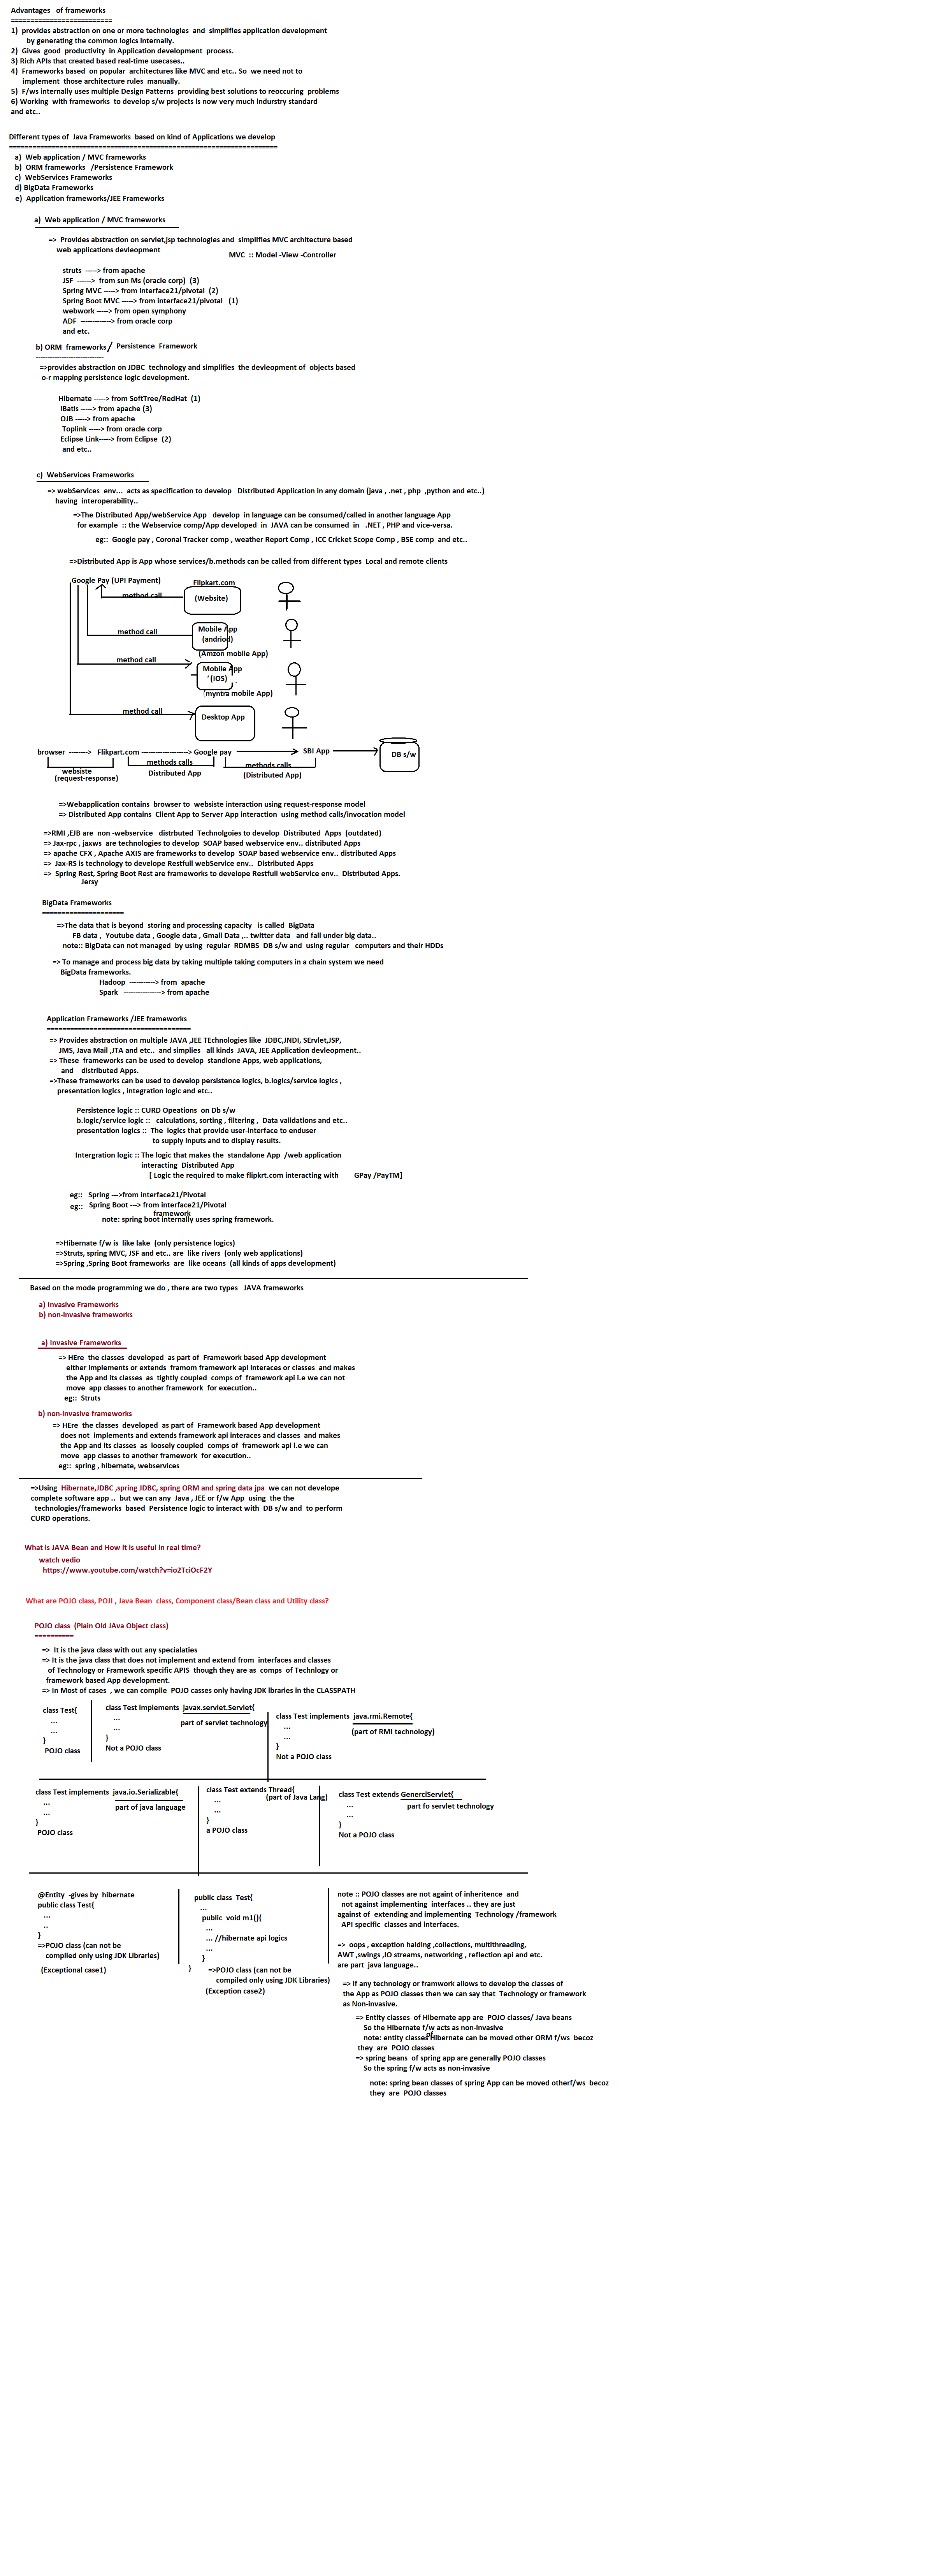 Advantages of frameworks
==========================
1) provides abstraction on one or more technologies and simplifies application development
by generating the common logics internally.
2) Gives good productivity in Application development process.
3) Rich APIs that created based real-time usecases..
4) Frameworks based on popular architectures like MVC and etc.. So we need not to
implement those architecture rules manually.
5) F/ws internally uses multiple Design Patterns providing best solutions to reoccuring problems
6) Working with frameworks to develop s/w projects is now very much indurstry standard
and etc..
Different types of Java Frameworks based on kind of Applications we develop
=====================================================================
a) Web application / MVC frameworks
b) ORM frameworks /Persistence Framework
c) WebServices Frameworks
d) BigData Frameworks
e) Application frameworks/JEE Frameworks
a) Web application / MVC frameworks
=> Provides abstraction on servlet,jsp technologies and simplifies MVC architecture based
web applications devleopment
MVC :: Model -View -Controller
struts -----> from apache
JSF ------> from sun Ms (oracle corp) (3)
Spring MVC -----> from interface21/pivotal (2)
Spring Boot MVC -----> from interface21/pivotal (1)
webwork -----> from open symphony
ADF -------------> from oracle corp
and etc.
b) ORM frameworks/ Persistence Framework
----------------------------
=>provides abstraction on JDBC technology and simplifies the devleopment of objects based
o-r mapping persistence logic development.
Hibernate -----> from SoftTree/RedHat (1)
iBatis -----> from apache (3)
OJB -----> from apache
Toplink -----> from oracle corp
Eclipse Link-----> from Eclipse (2)
and etc..
c) WebServices Frameworks
=> webServices env... acts as specification to develop Distributed Application in any domain (java , .net , php ,python and etc..)
having interoperability..
=>The Distributed App/webService App develop in language can be consumed/called in another language App
for example :: the Webservice comp/App developed in JAVA can be consumed in .NET , PHP and vice-versa.
eg:: Google pay , Coronal Tracker comp , weather Report Comp , ICC Cricket Scope Comp , BSE comp and etc..
=>Distributed App is App whose services/b.methods can be called from different types Local and remote clients
Google Pay (UPI Payment)
Flipkart.com
method call
(Website)
method call
Mobile App
(andriod)
(Amzon mobile App)
method call
Mobile App
(IOS)
(myntra mobile App)
method call
Desktop App
browser --------> Flikpart.com --------------------> Google pay
SBI App
DB s/w
websiste
(request-response)
methods calls
Distributed App
methods calls
(Distributed App)
=>Webapplication contains browser to websiste interaction using request-response model
=> Distributed App contains Client App to Server App interaction using method calls/invocation model
=>RMI ,EJB are non -webservice distrbuted Technolgoies to develop Distributed Apps (outdated)
=> Jax-rpc , jaxws are technologies to develop SOAP based webservice env.. distributed Apps
=> apache CFX , Apache AXIS are frameworks to develop SOAP based webservice env.. distributed Apps
=> Jax-RS is technology to develope Restfull webService env.. Distributed Apps
=> Spring Rest, Spring Boot Rest are frameworks to develope Restfull webService env.. Distributed Apps.
Jersy
BigData Frameworks
=====================
=>The data that is beyond storing and processing capacity is called BigData
FB data , Youtube data , Google data , Gmail Data ,.. twitter data and fall under big data..
note:: BigData can not managed by using regular RDMBS DB s/w and using regular computers and their HDDs
=> To manage and process big data by taking multiple taking computers in a chain system we need
BigData frameworks.
Hadoop -----------> from apache
Spark ----------------> from apache
Application Frameworks /JEE frameworks
=====================================
=> Provides abstraction on multiple JAVA ,JEE TEchnologies like JDBC,JNDI, SErvlet,JSP,
JMS, Java Mail ,JTA and etc.. and simplies all kinds JAVA, JEE Application devleopment..
=> These frameworks can be used to develop standlone Apps, web applications,
and distributed Apps.
=>These frameworks can be used to develop persistence logics, b.logics/service logics ,
presentation logics , integration logic and etc..
Persistence logic :: CURD Opeations on Db s/w
b.logic/service logic :: calculations, sorting , filtering , Data validations and etc..
presentation logics :: The logics that provide user-interface to enduser
to supply inputs and to display results.
Intergration logic :: The logic that makes the standalone App /web application
interacting Distributed App
[ Logic the required to make flipkrt.com interacting with GPay /PayTM]
eg:: Spring --->from interface21/Pivotal
eg:: Spring Boot ---> from interface21/Pivotal
framework
note: spring boot internally uses spring framework.
=>Hibernate f/w is like lake (only persistence logics)
=>Struts, spring MVC, JSF and etc.. are like rivers (only web applications)
=>Spring ,Spring Boot frameworks are like oceans (all kinds of apps development)
Based on the mode programming we do , there are two types JAVA frameworks
a) Invasive Frameworks
b) non-invasive frameworks
a) Invasive Frameworks
=> HEre the classes developed as part of Framework based App development
either implements or extends framom framework api interaces or classes and makes
the App and its classes as tightly coupled comps of framework api i.e we can not
move app classes to another framework for execution..
eg:: Struts
b) non-invasive frameworks
=> HEre the classes developed as part of Framework based App development
does not implements and extends framework api interaces and classes and makes
the App and its classes as loosely coupled comps of framework api i.e we can
move app classes to another framework for execution..
eg:: spring , hibernate, webservices
=>Using Hibernate,JDBC ,spring JDBC, spring ORM and spring data jpa we can not develope
complete software app .. but we can any Java , JEE or f/w App using the the
technologies/frameworks based Persistence logic to interact with DB s/w and to perform
CURD operations.
What is JAVA Bean and How it is useful in real time?
watch vedio
https://www.youtube.com/watch?v=io2TciOcF2Y
What are POJO class, POJI , Java Bean class, Component class/Bean class and Utility class?
POJO class (Plain Old JAva Object class)
==========
=> It is the java class with out any specialaties
=> It is the java class that does not implement and extend from interfaces and classes
of Technology or Framework specific APIS though they are as comps of Technlogy or
framework based App development.
=> In Most of cases , we can compile POJO casses only having JDK lbraries in the CLASSPATH
class Test{
...
...
}
POJO class
class Test implements javax.servlet.Servlet{
...
part of servlet technology
...
}
Not a POJO class
class Test implements java.rmi.Remote{
...
(part of RMI technology)
...
}
Not a POJO class
class Test implements java.io.Serializable{
...
part of java language
...
}
POJO class
class Test extends Thread{
(part of Java Lang)
...
...
}
a POJO class
class Test extends GenerciServlet{
...
part fo servlet technology
...
}
Not a POJO class
@Entity -gives by hibernate
public class Test{
...
..
}
=>POJO class (can not be
compiled only using JDK Libraries)
(Exceptional case1)
public class Test{
...
public void m1(){
...
... //hibernate api logics
...
}
}
=>POJO class (can not be
compiled only using JDK Libraries)
(Exception case2)
note :: POJO classes are not againt of inheritence and
not against implementing interfaces .. they are just
against of extending and implementing Technology /framework
API specific classes and interfaces.
=> oops , exception halding ,collections, multithreading,
AWT ,swings ,IO streams, networking , reflection api and etc.
are part java language..
=> if any technology or framwork allows to develop the classes of
the App as POJO classes then we can say that Technology or framework
as Non-invasive.
=> Entity classes of Hibernate app are POJO classes/ Java beans
So the Hibernate f/w acts as non-invasive
of
note: entity classes Hibernate can be moved other ORM f/ws becoz
they are POJO classes
=> spring beans of spring app are generally POJO classes
So the spring f/w acts as non-invasive
note: spring bean classes of spring App can be moved otherf/ws becoz
they are POJO classes